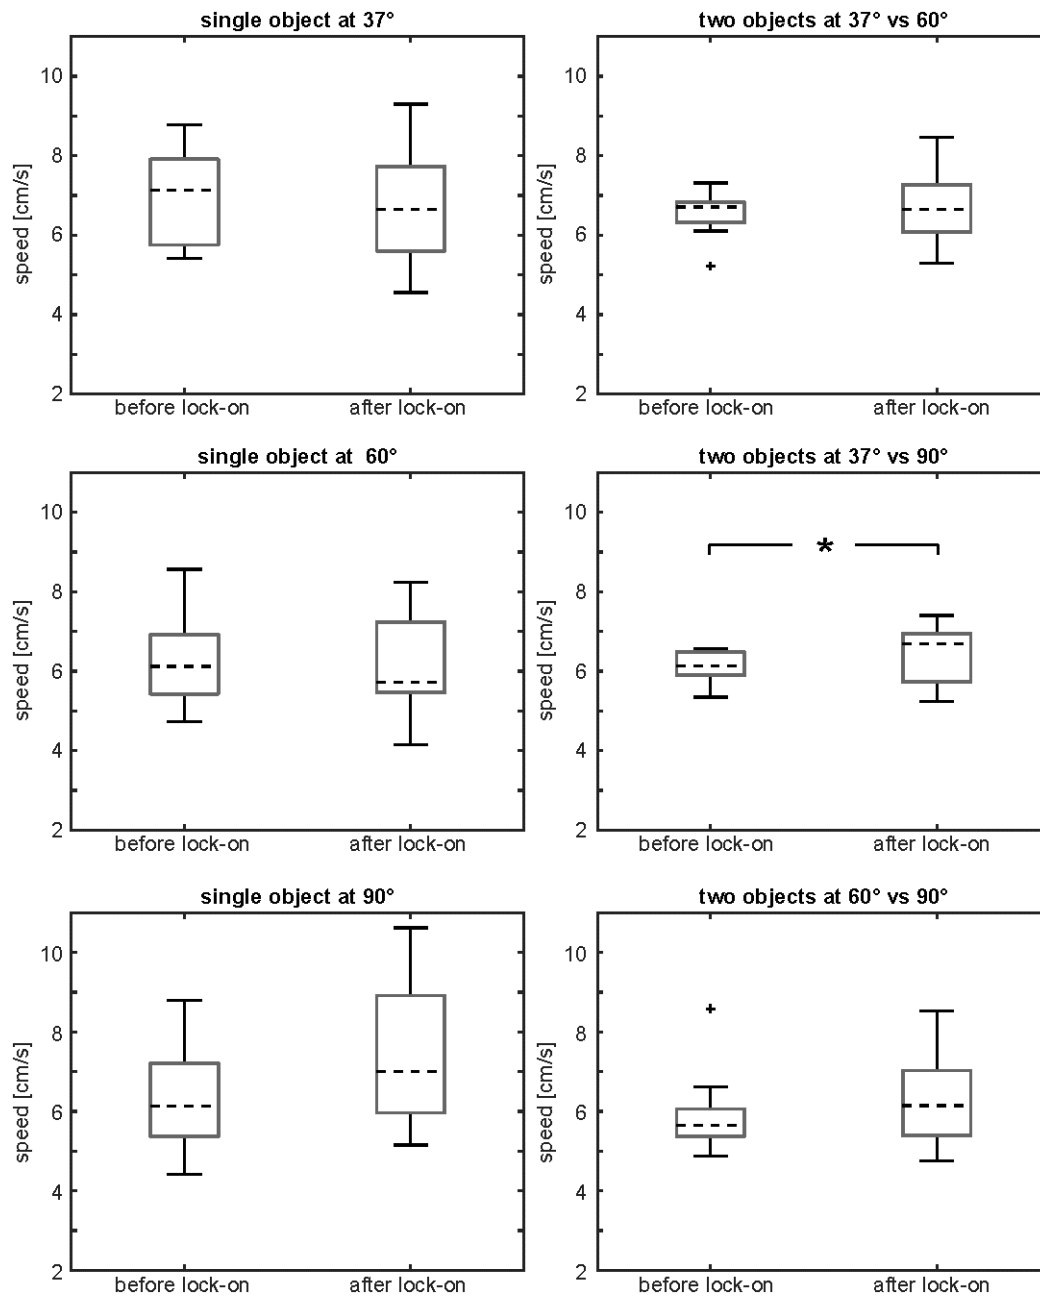 single object at 37°
two objects at 37° vs 60°
speed [cm/s]
10
8
6
4
2
before lock-on
after lock-on
speed [cm/s]
10
8
6
4
2
before lock-on
after lock-on
single object at  60°
two objects at 37° vs 90°
speed [cm/s]
10
8
6
4
2
before lock-on
after lock-on
speed [cm/s]
10
8
6
4
2
*
before lock-on
after lock-on
single object at 90°
two objects at 60° vs 90°
speed [cm/s]
10
8
6
4
2
before lock-on
after lock-on
speed [cm/s]
10
8
6
4
2
before lock-on
after lock-on